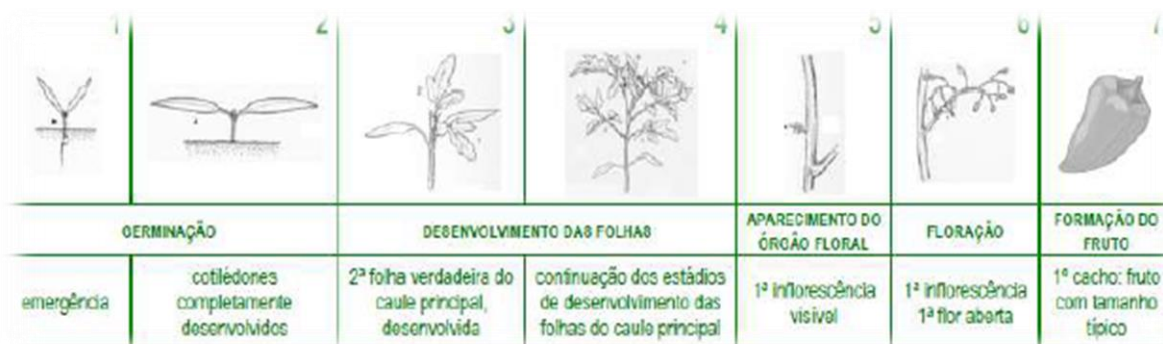 1 2 3 4 5 6 7
GERMINAÇÃO DESENVOLVIMENTO DAS FOLHAS APARECIMENTO DO ÓRGÃO FLORAL FLORAÇÃO FORMAÇÃO DO FRUTO
emergência
cotilédones
completamente
desenvolvidos
2ª folha verdadeira do
caule principal,
desenvolvida
continuação dos estádios
de desenvolvimento das
folhas do caule principal
1ª inflorescência
visível
1ª inflorescência
1ª flor aberta
1º cacho: fruto
com tamanho
típico